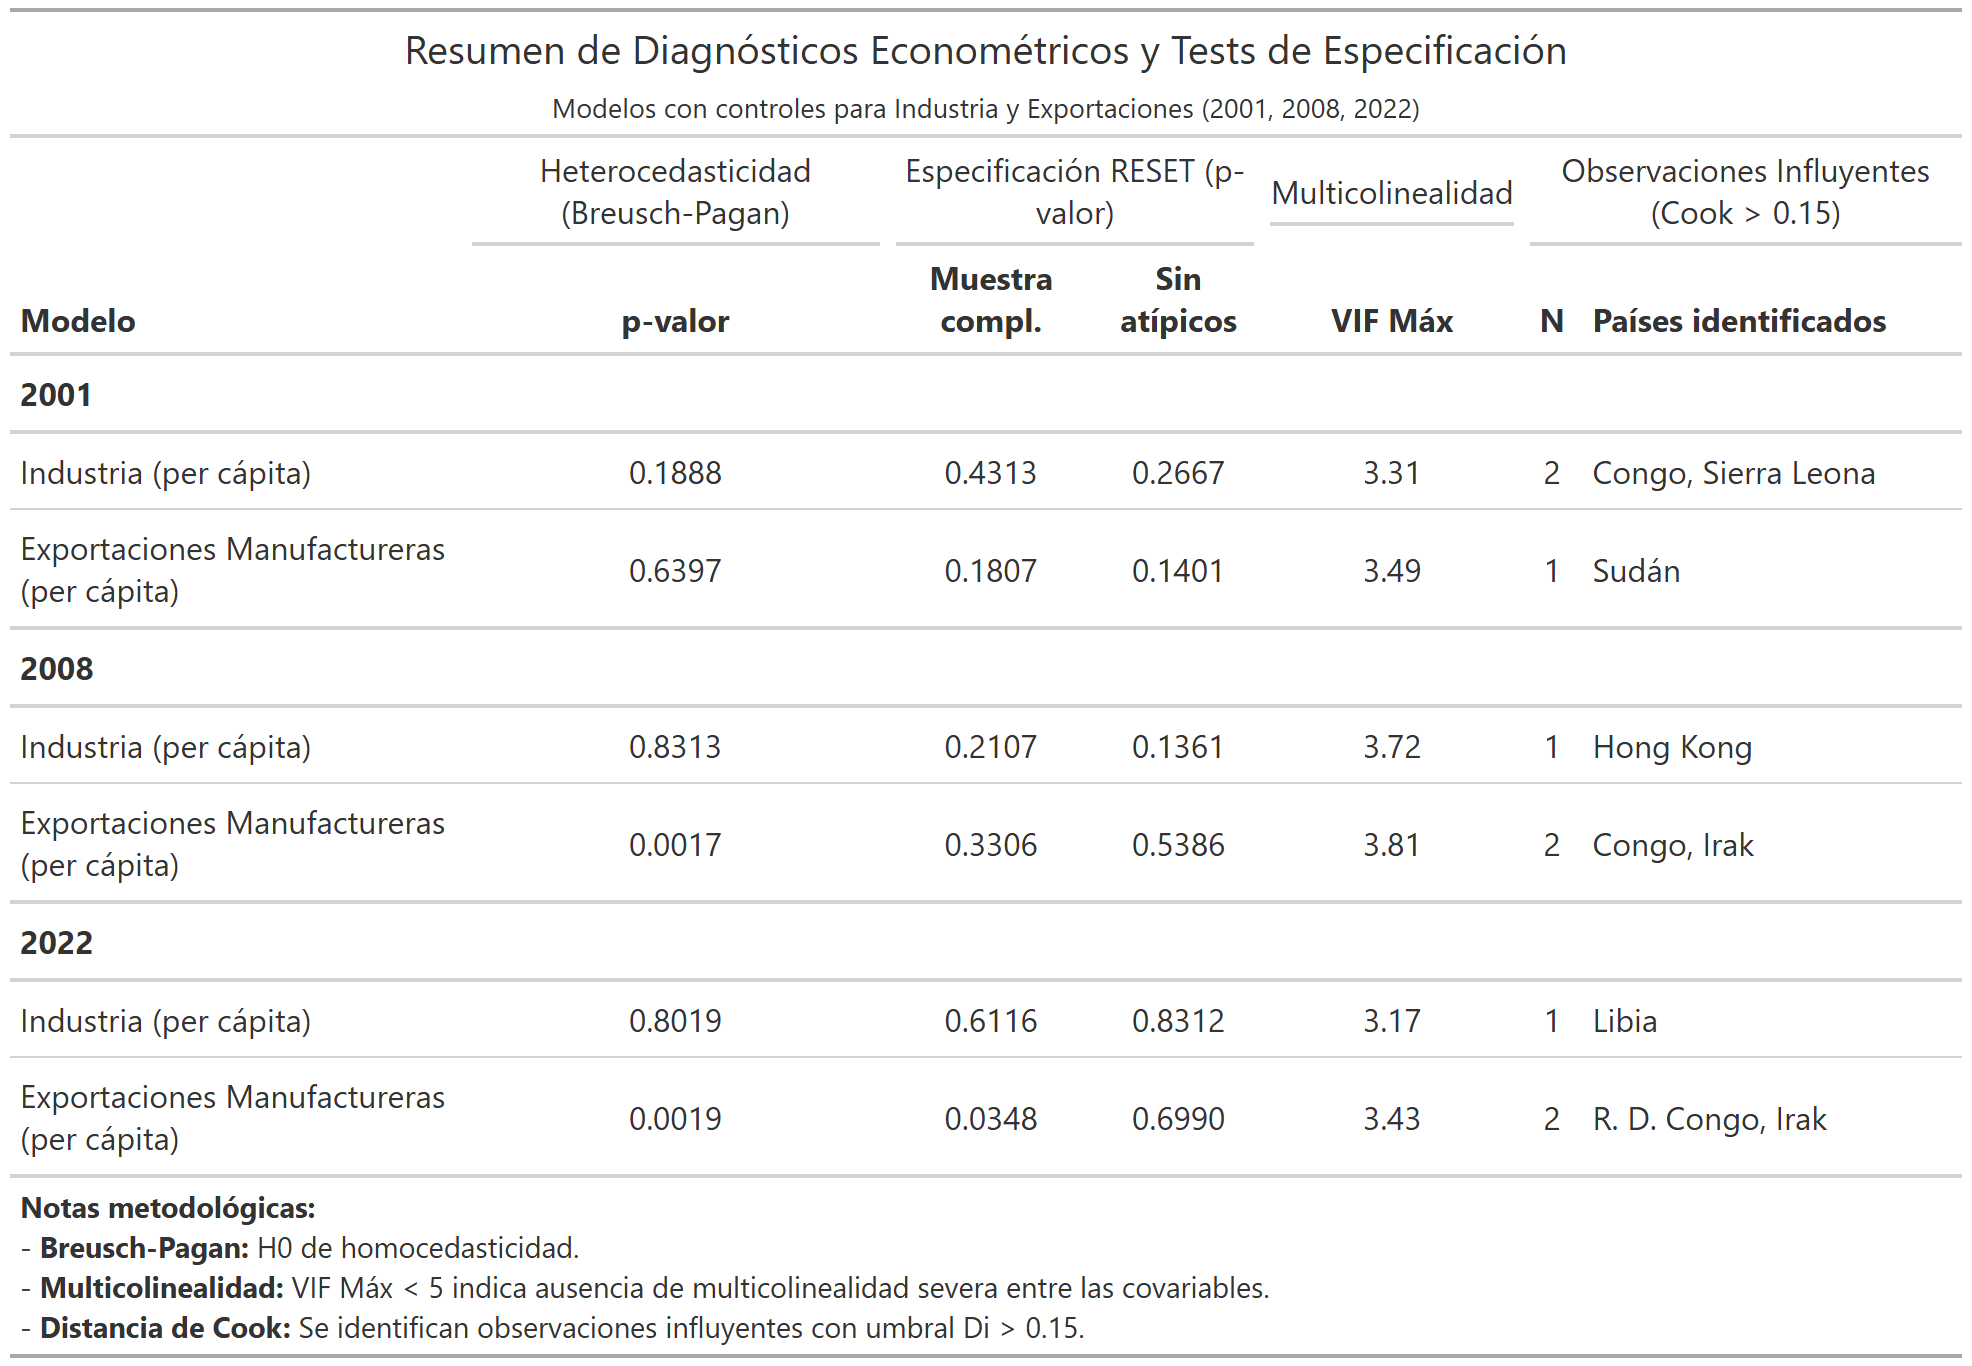 Resumen de Diagnósticos Econométricos y Tests de Especificación
Modelos con controles para Industria y Exportaciones (2001, 2008, 2022)
Heterocedasticidad (Breusch-Pagan) Especificación RESET (p-valor) Multicolinealidad Observaciones Influyentes (Cook > 0.15)
Modelo p-valor Muestra compl. Sin atípicos VIF Máx N Países identificados
2001
Industria (per cápita) 0.1888 0.4313 0.2667 3.31 2 Congo, Sierra Leona
Exportaciones Manufactureras (per cápita) 0.6397 0.1807 0.1401 3.49 1 Sudán
2008
Industria (per cápita) 0.8313 0.2107 0.1361 3.72 1 Hong Kong
Exportaciones Manufactureras (per cápita) 0.0017 0.3306 0.5386 3.81 2 Congo, Irak
2022
Industria (per cápita) 0.8019 0.6116 0.8312 3.17 1 Libia
Exportaciones Manufactureras (per cápita) 0.0019 0.0348 0.6990 3.43 2 R. D. Congo, Irak
Notas metodológicas:
- Breusch-Pagan: H0 de homocedasticidad.
- Multicolinealidad: VIF Máx < 5 indica ausencia de multicolinealidad severa entre las covariables.
- Distancia de Cook: Se identifican observaciones influyentes con umbral Di > 0.15.